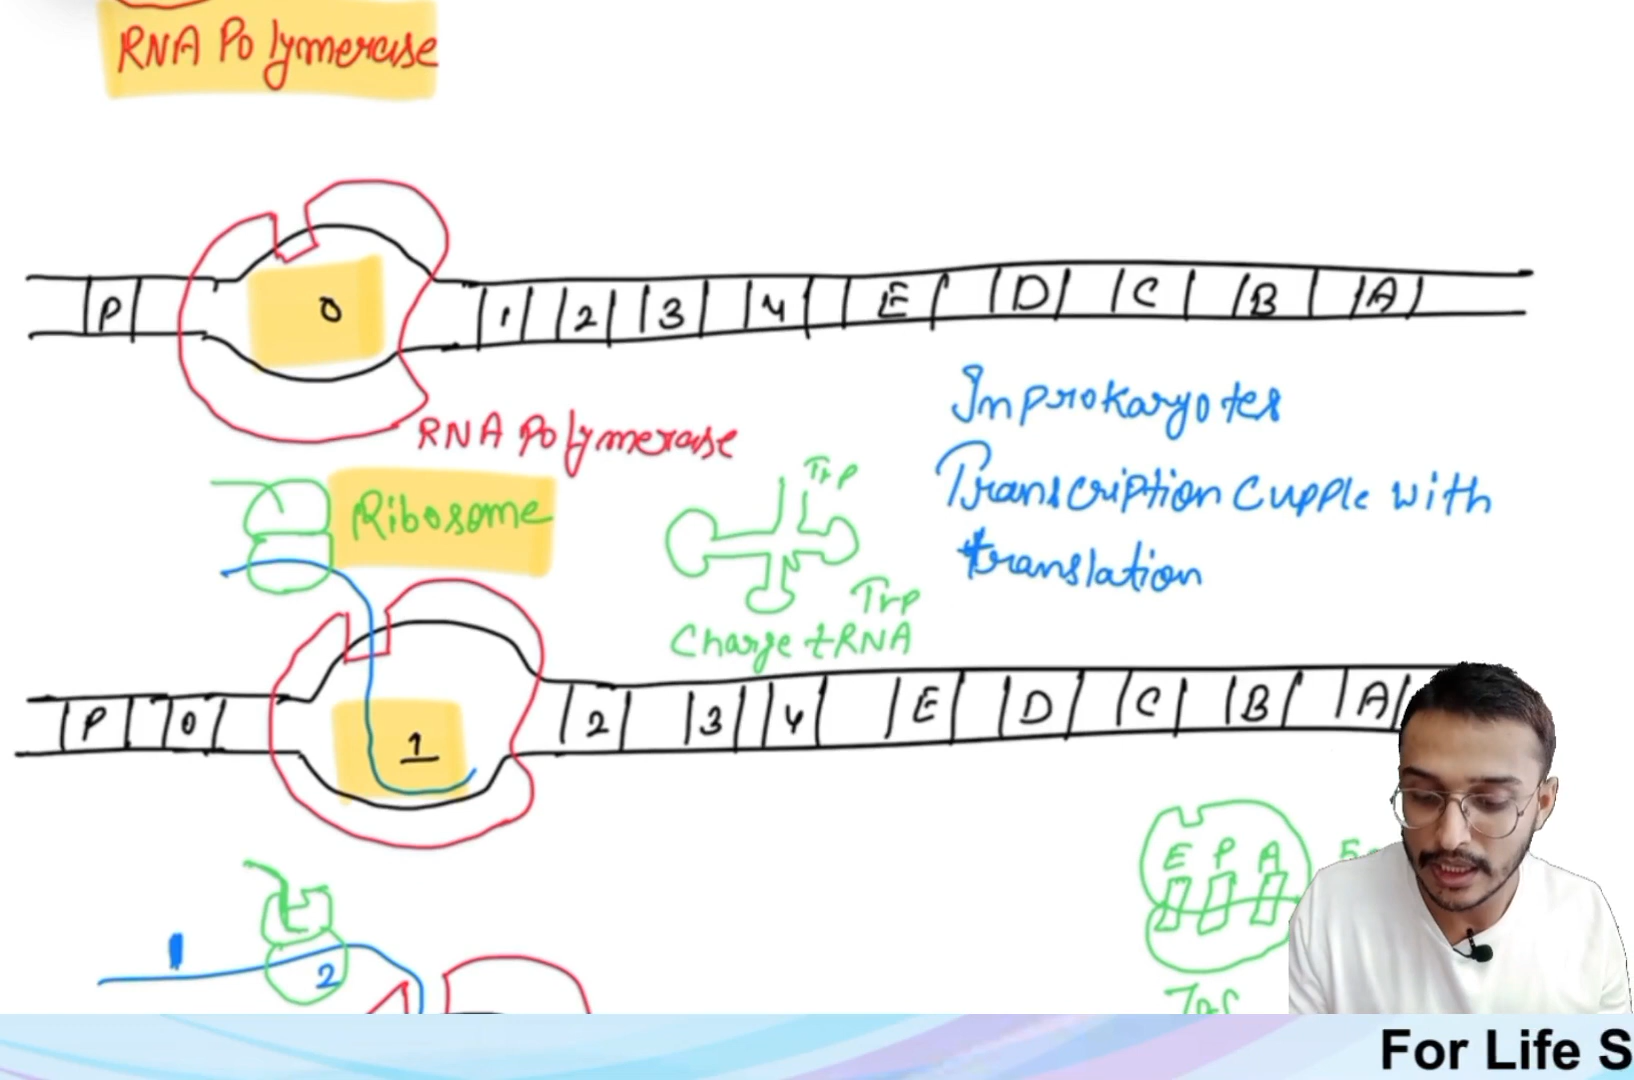 RNA Polymerase
P O 1 2 3 4 E D C B A
RNA Polymerase
In prokaryotes
Transcription cupple with
translation
Ribosome
Trp
Trp
Charge tRNA
P O 1 2 3 4 E D C B A
E P A
1
2
For Life S